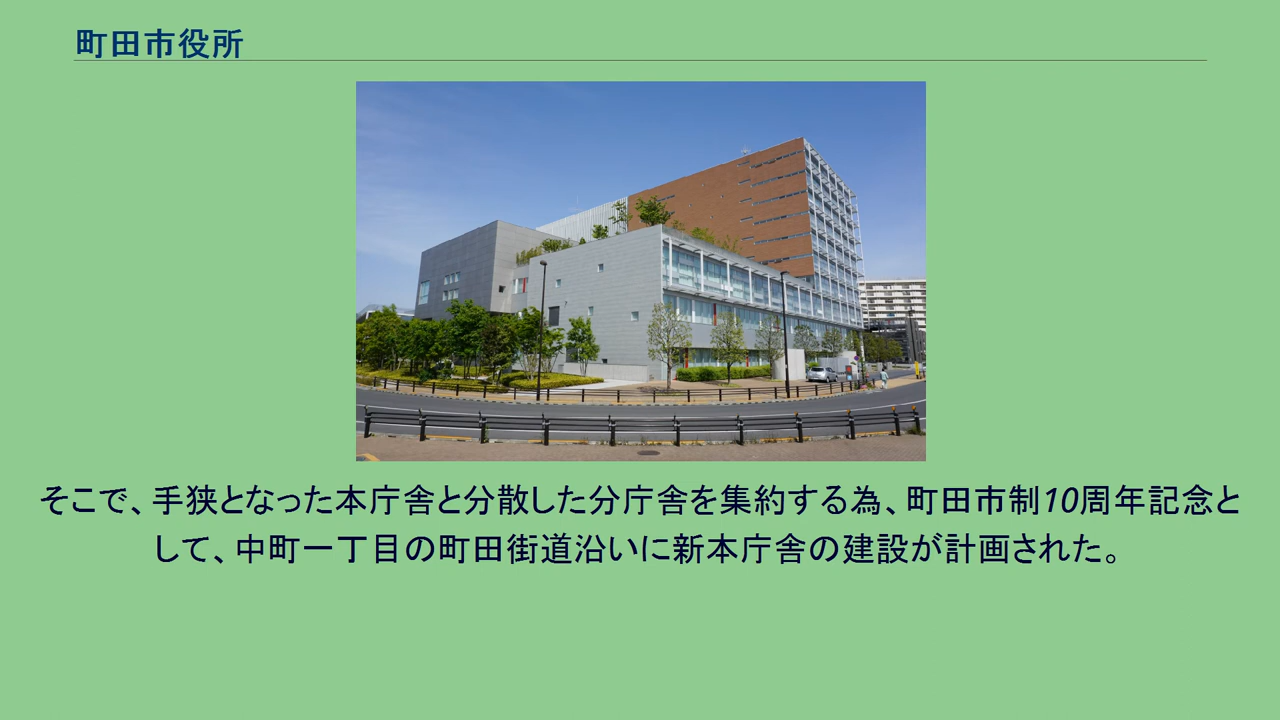 町田市役所
そこで、手狭となった本庁舎と分散した分庁舎を集約する為、町田市制10周年記念と
して、中町一丁目の町田街道沿いに新本庁舎の建設が計画された。